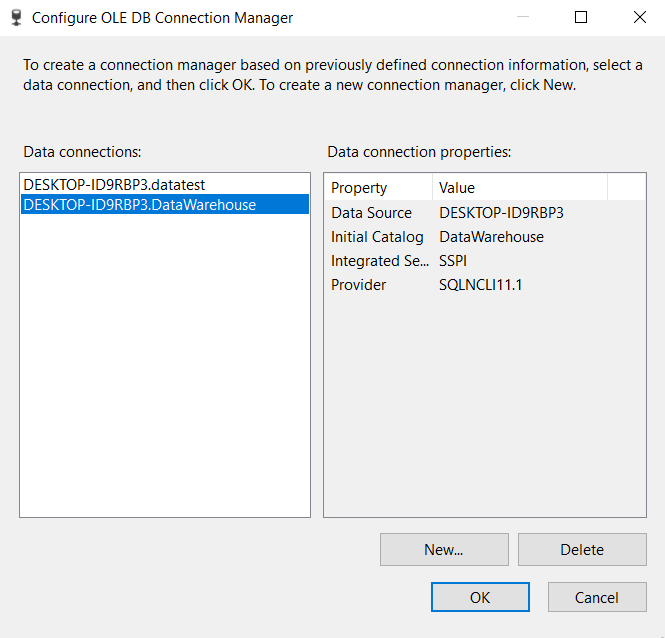 Configure OLE DB Connection Manager
To create a connection manager based on previously defined connection information, select a
data connection, and then click OK. To create a new connection manager, click New.
Data connections:
Data connection properties:
DESKTOP-ID9RBP3.datatest
DESKTOP-ID9RBP3.DataWarehouse
Property Value
Data Source DESKTOP-ID9RBP3
Initial Catalog DataWarehouse
Integrated Se... SSPI
Provider SQLNCLI11.1
New... Delete
OK Cancel